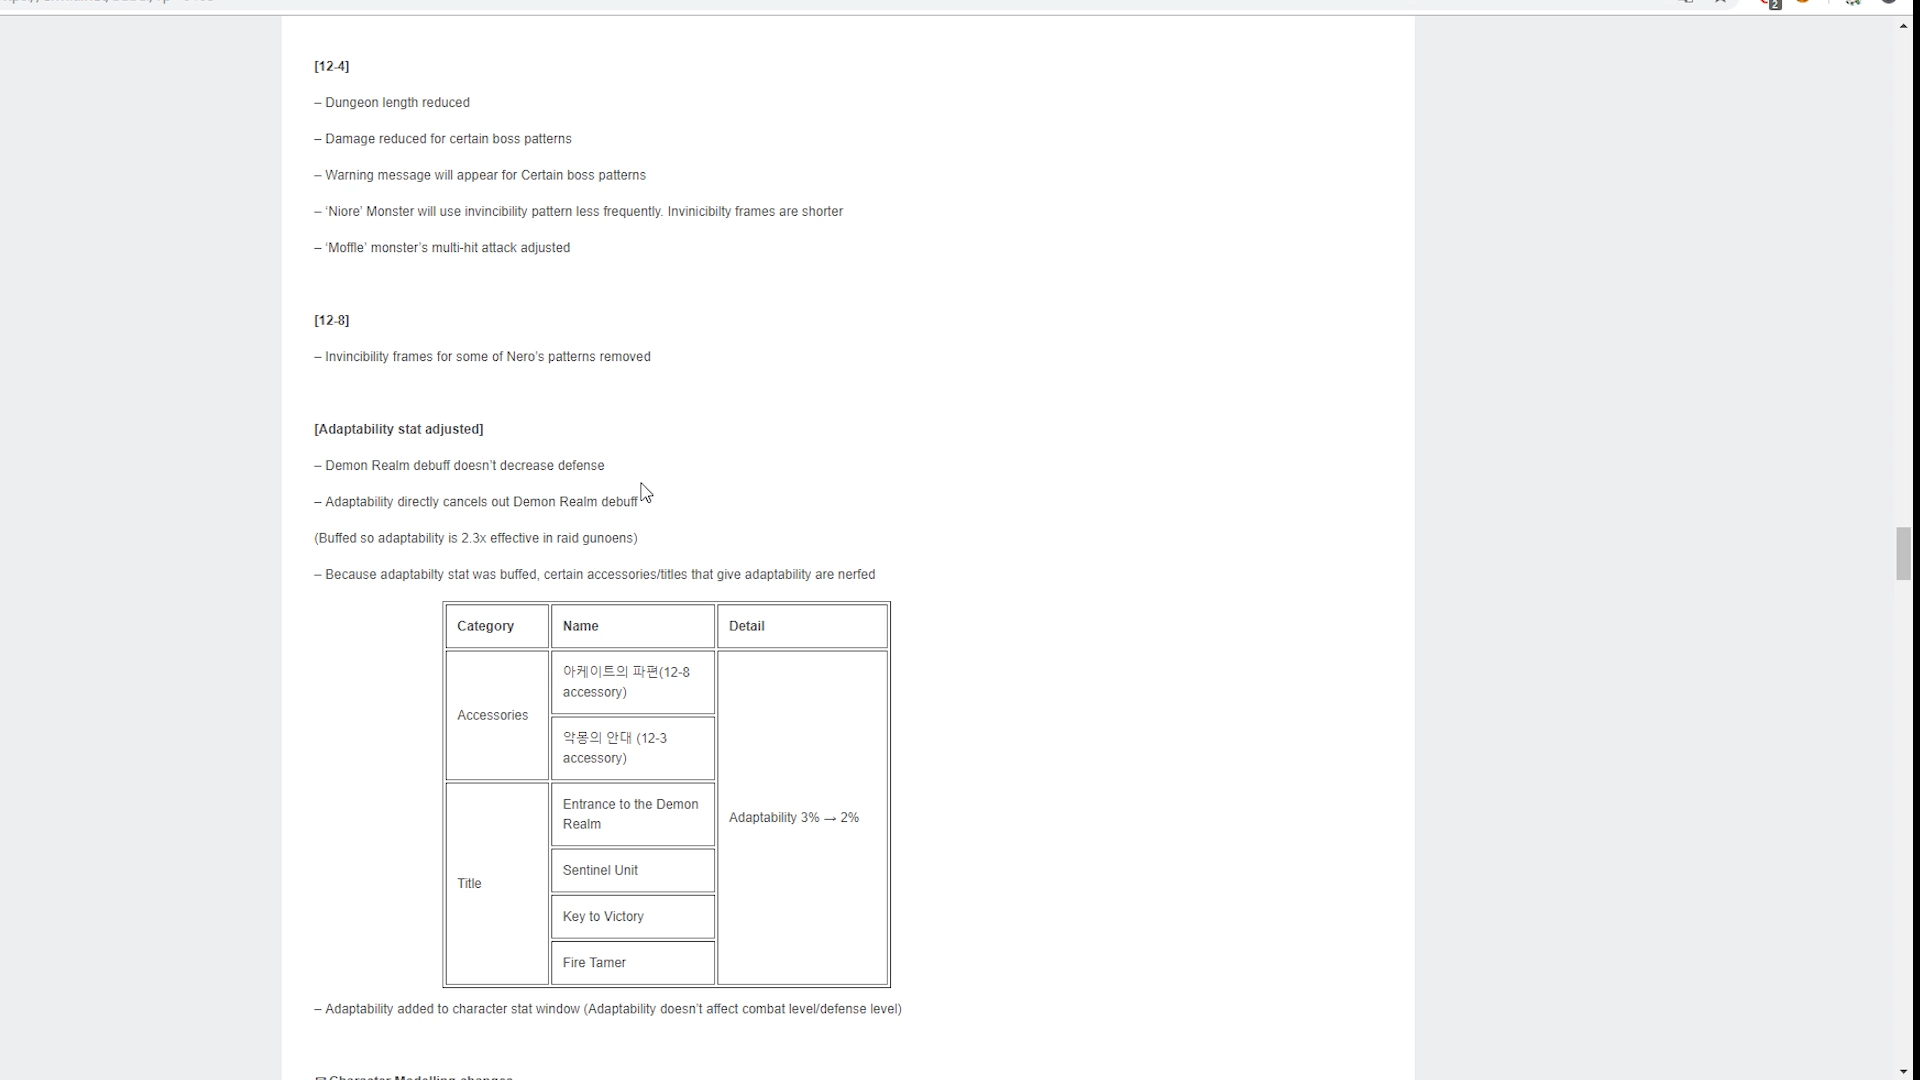 2
[12-4]
– Dungeon length reduced
– Damage reduced for certain boss patterns
– Warning message will appear for Certain boss patterns
– ‘Niore’ Monster will use invincibility pattern less frequently. Invinicibilty frames are shorter
– ‘Moffle’ monster’s multi-hit attack adjusted
[12-8]
– Invincibility frames for some of Nero’s patterns removed
[Adaptability stat adjusted]
– Demon Realm debuff doesn’t decrease defense
– Adaptability directly cancels out Demon Realm debuff
(Buffed so adaptability is 2.3x effective in raid gunoens)
– Because adaptabilty stat was buffed, certain accessories/titles that give adaptability are nerfed
Category Name Detail
Accessories
아케이트의 파편(12-8
accessory)
악몽의 안대 (12-3
accessory)
Title
Entrance to the Demon
Realm
Sentinel Unit
Key to Victory
Fire Tamer
Adaptability 3% → 2%
– Adaptability added to character stat window (Adaptability doesn’t affect combat level/defense level)
Character Modelling changes